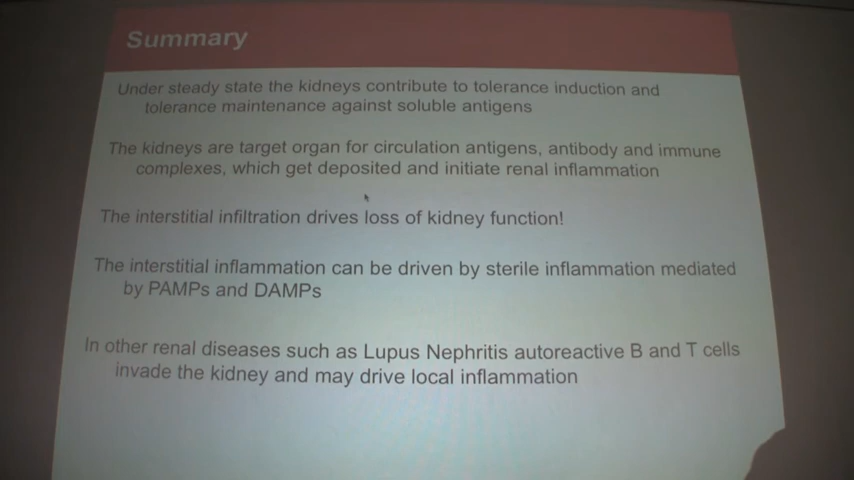 Summary
Under steady state the kidneys contribute to tolerance induction and
tolerance maintenance against soluble antigens
The kidneys are target organ for circulation antigens, antibody and immune
complexes, which get deposited and initiate renal inflammation
The interstitial infiltration drives loss of kidney function!
The interstitial inflammation can be driven by sterile inflammation mediated
by PAMPs and DAMPs
In other renal diseases such as Lupus Nephritis autoreactive B and T cells
invade the kidney and may drive local inflammation